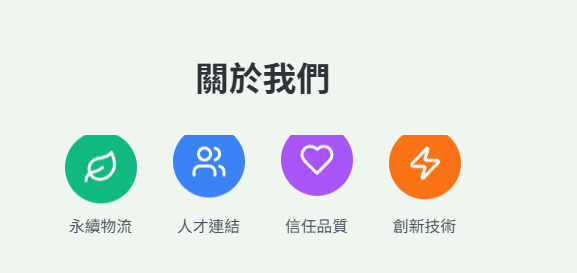 關於我們
永續物流
人才連結
信任品質
創新技術